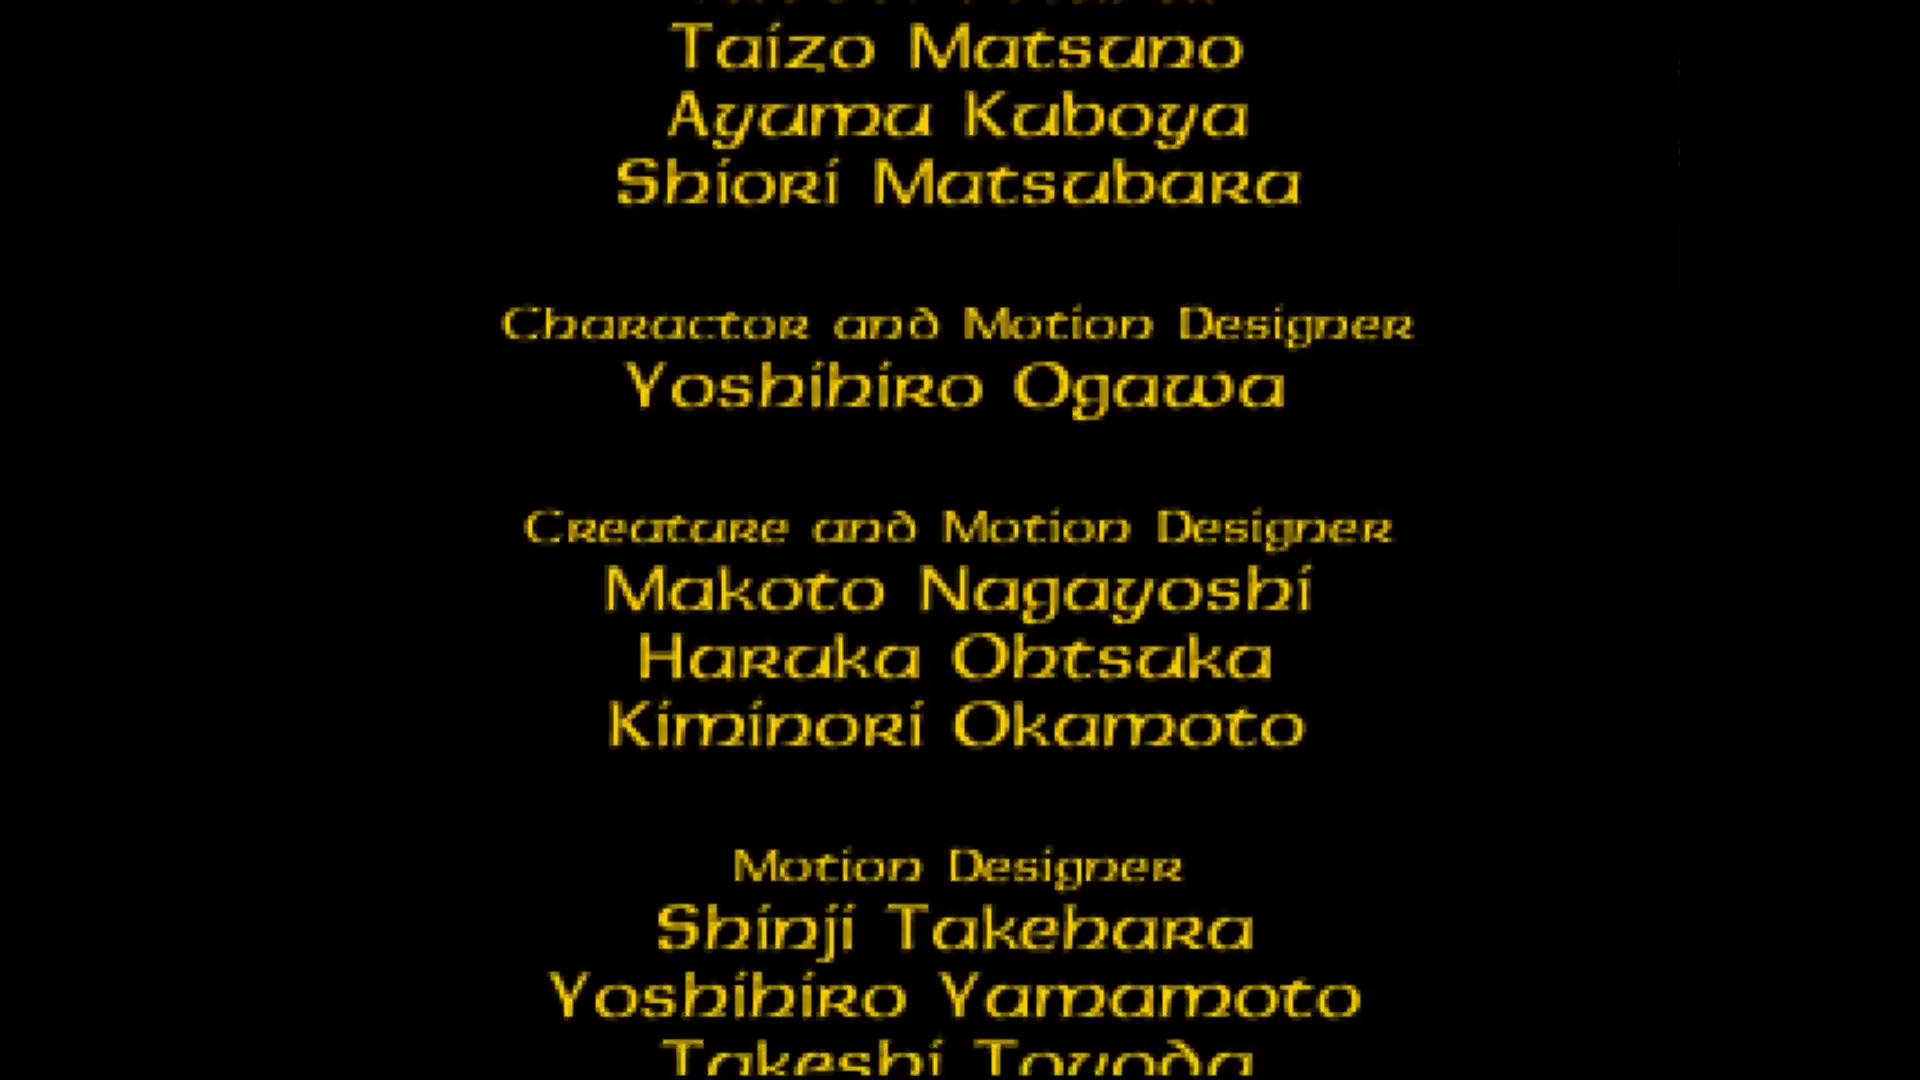 Taizo Matsuno
Ayumu Kuboya
Shiori Matsubara
Charactor and Motion Designer
Yoshihiro Ogawa
Creature and Motion Designer
Makoto Nagayoshi
Haruka Ohtsuka
Kiminori Okamoto
Motion Designer
Shinji Takehara
Yoshihiro Yamamoto
Takeshi Toyoda